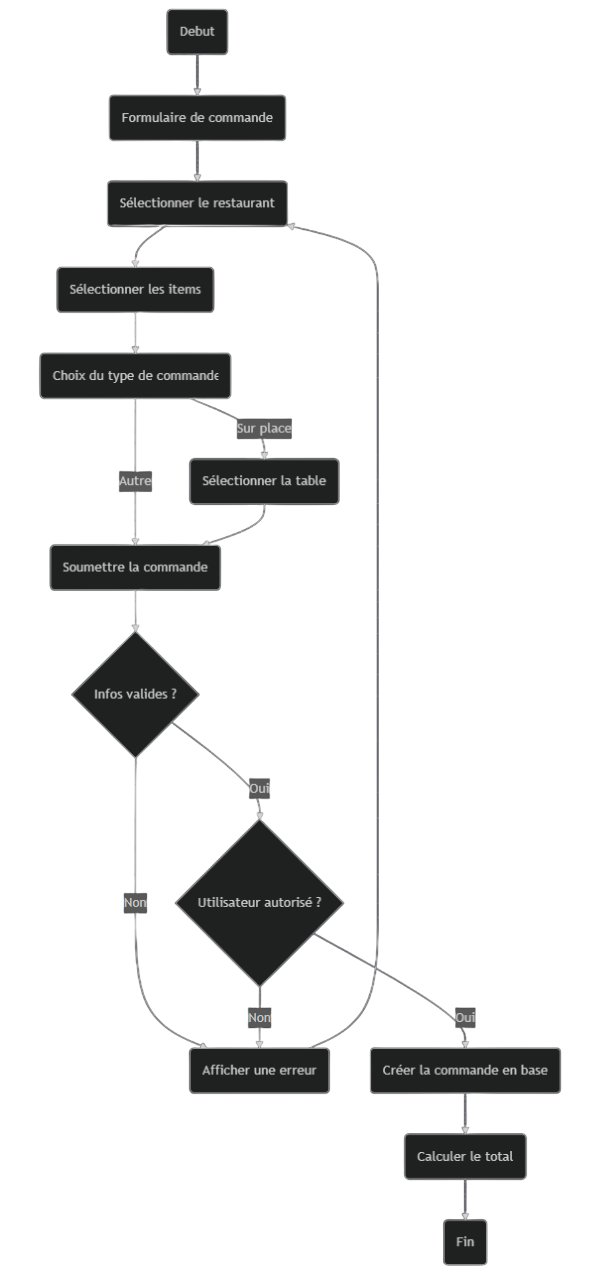 Debut
Formulaire de commande
Sélectionner le restaurant
Sélectionner les items
Choix du type de commande
Sur place
Autre
Sélectionner la table
Soumettre la commande
Infos valides ?
Oui
Non
Utilisateur autorisé ?
Non
Oui
Afficher une erreur
Créer la commande en base
Calculer le total
Fin